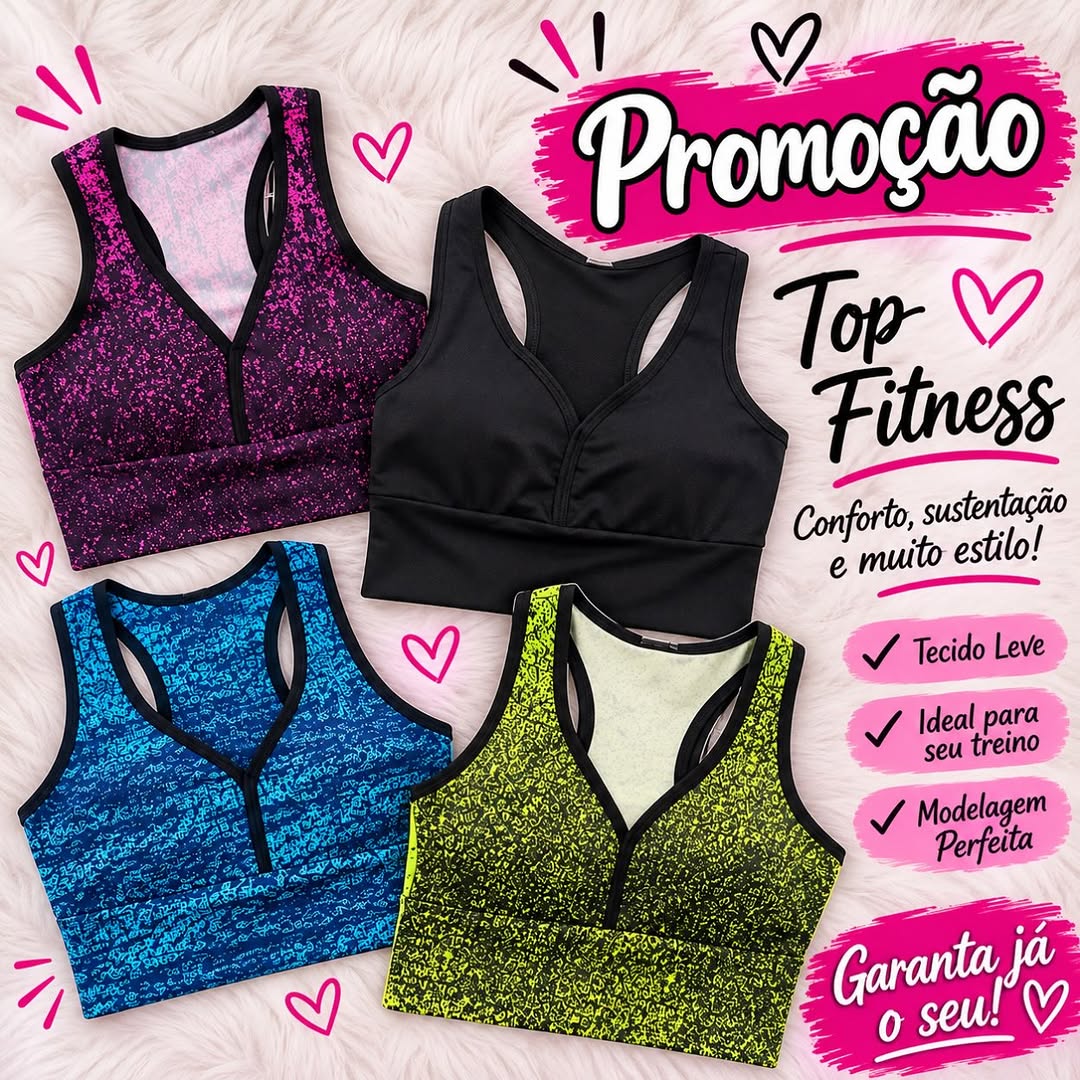 Promoção
Top
Fitness
Conforto, sustentação
e muito estilo!
Tecido Leve
Ideal para
seu treino
Modelagem
Perfeita
Garanta já
o seu!